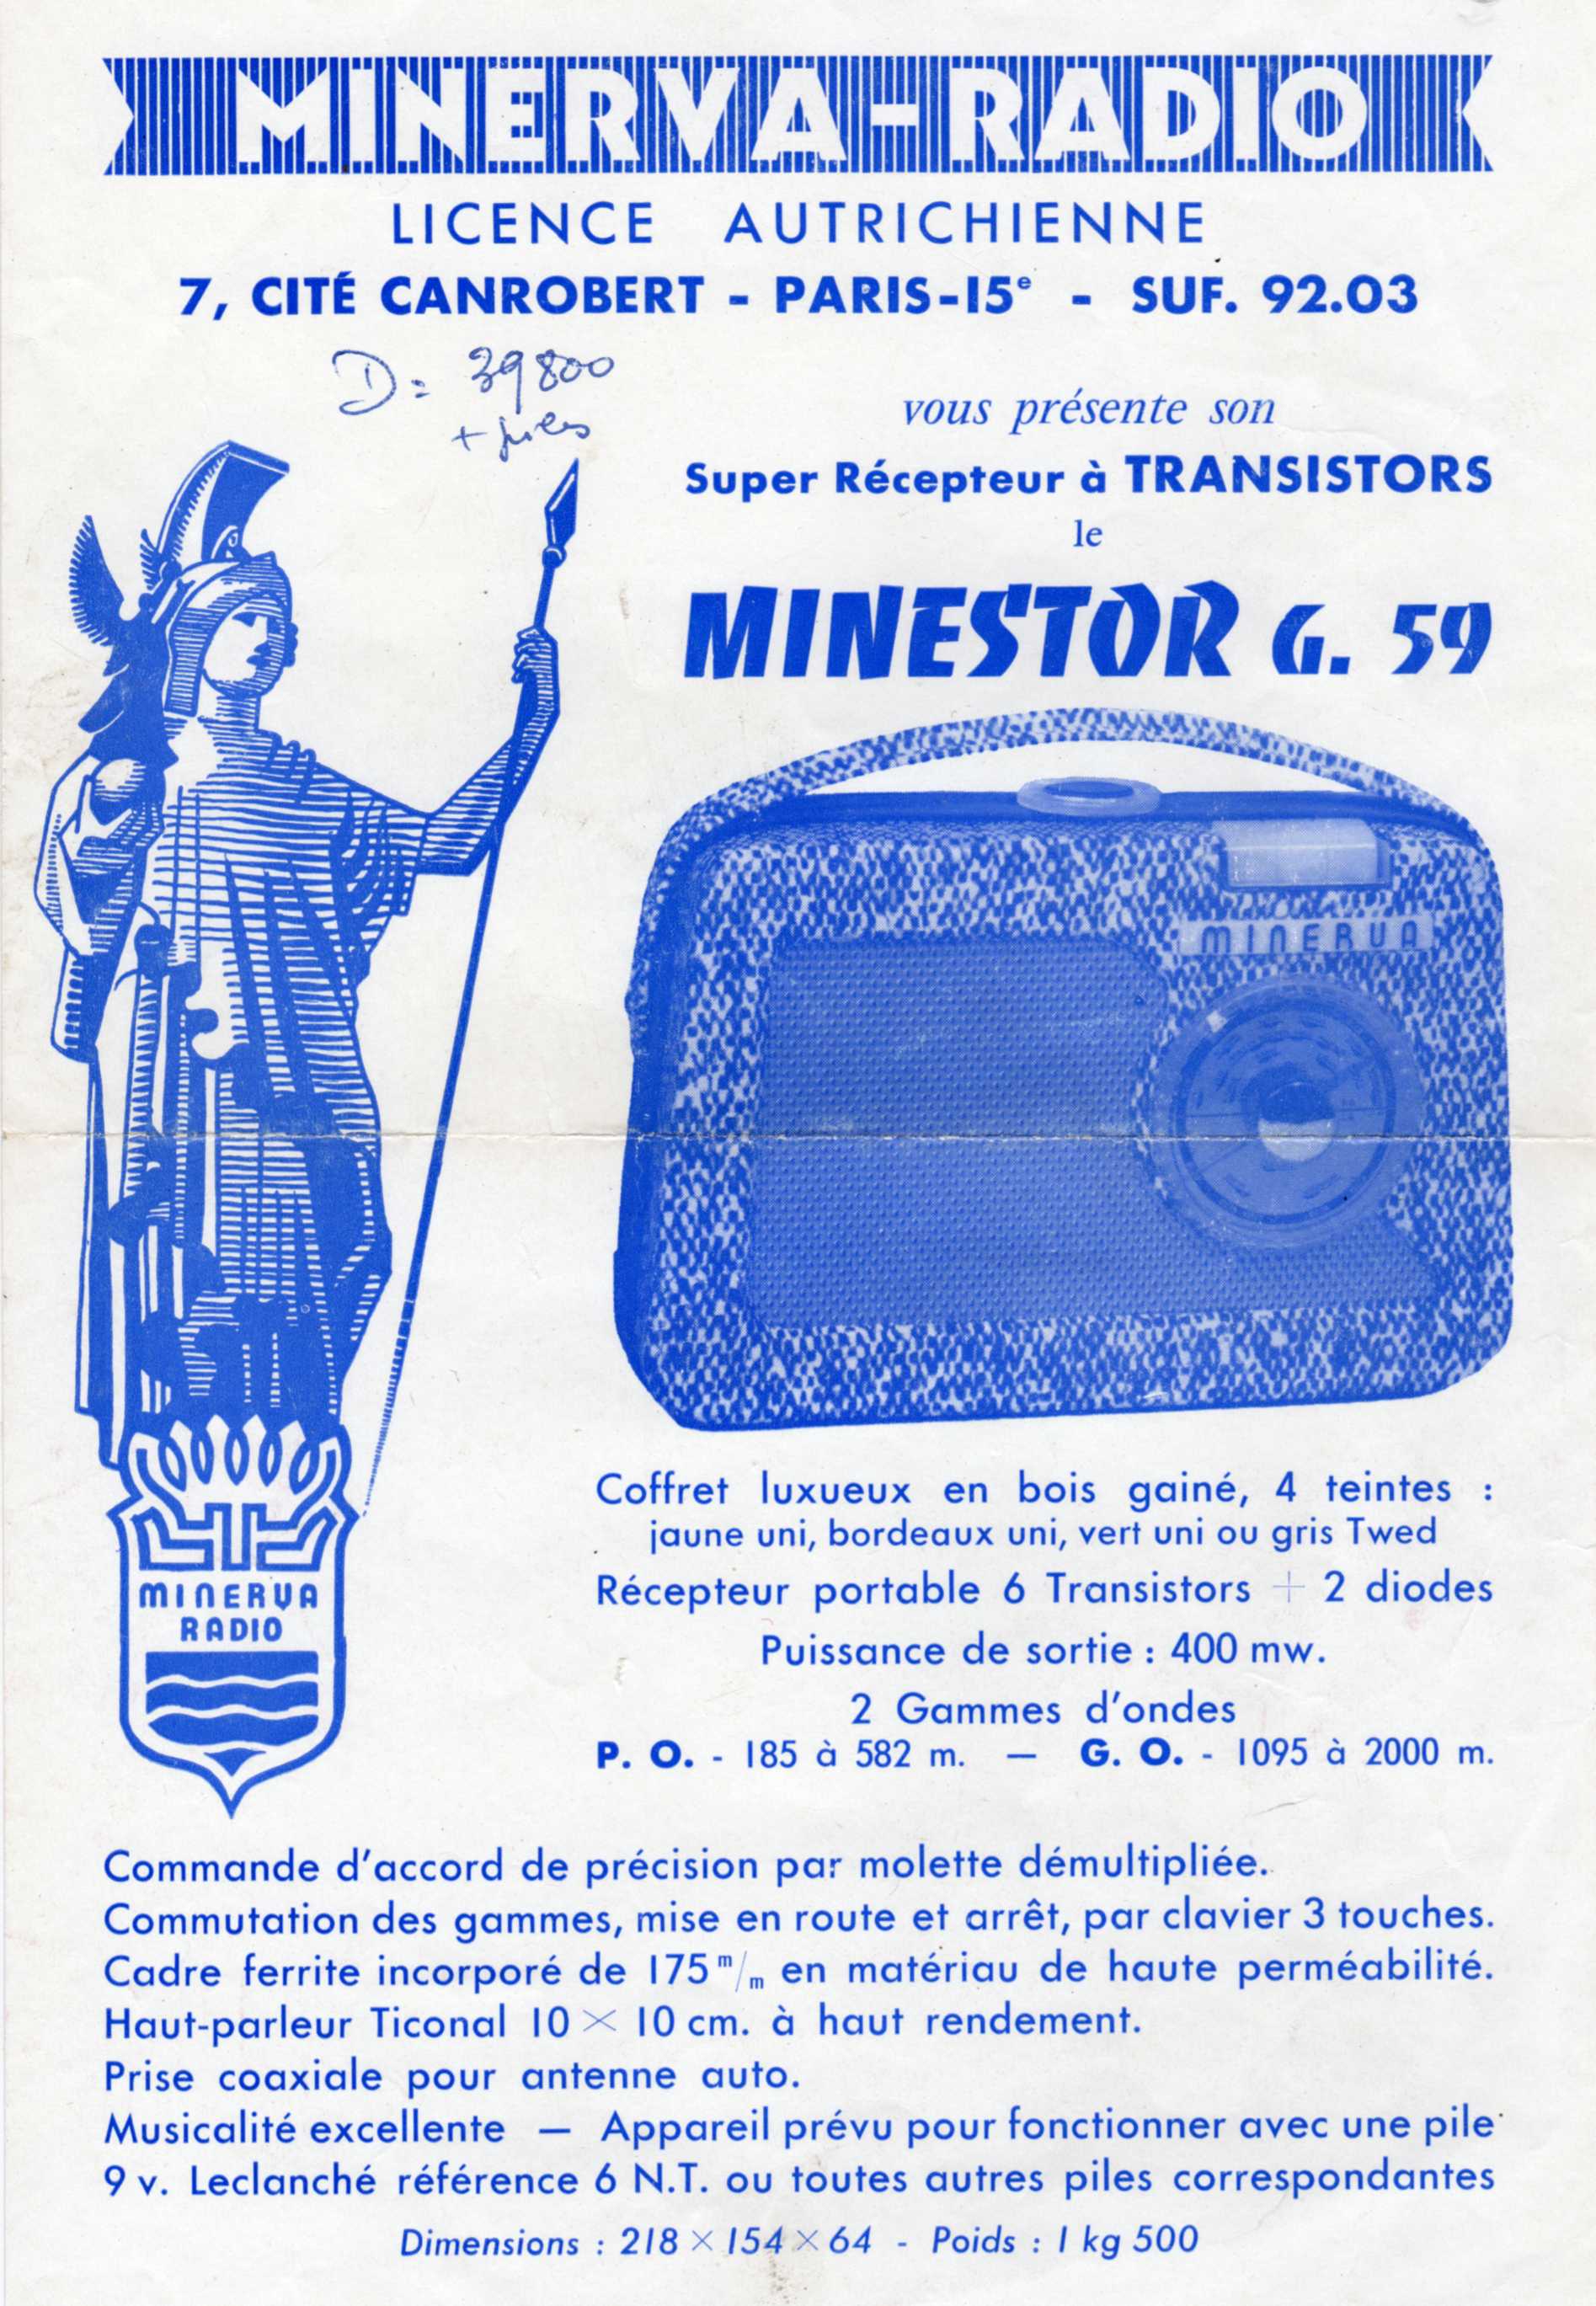 MINERVA-RADIO
LICENCE AUTRICHIENNE
7, CITÉ CANROBERT - PARIS-15e - SUF. 92.03
D = 39800
+ piles
vous présente son
Super Récepteur à TRANSISTORS
le
MINESTOR G. 59
MINERVA
Coffret luxueux en bois gainé, 4 teintes :
jaune uni, bordeaux uni, vert uni ou gris Twed
Récepteur portable 6 Transistors + 2 diodes
Puissance de sortie : 400 mw.
2 Gammes d'ondes
P. O. - 185 à 582 m. — G. O. - 1095 à 2000 m.
MINERVA
RADIO
Commande d'accord de précision par molette démultipliée.
Commutation des gammes, mise en route et arrêt, par clavier 3 touches.
Cadre ferrite incorporé de 175 m/m en matériau de haute perméabilité.
Haut-parleur Ticonal 10 × 10 cm. à haut rendement.
Prise coaxiale pour antenne auto.
Musicalité excellente — Appareil prévu pour fonctionner avec une pile
9 v. Leclanché référence 6 N.T. ou toutes autres piles correspondantes
Dimensions : 218 × 154 × 64 - Poids : 1 kg 500